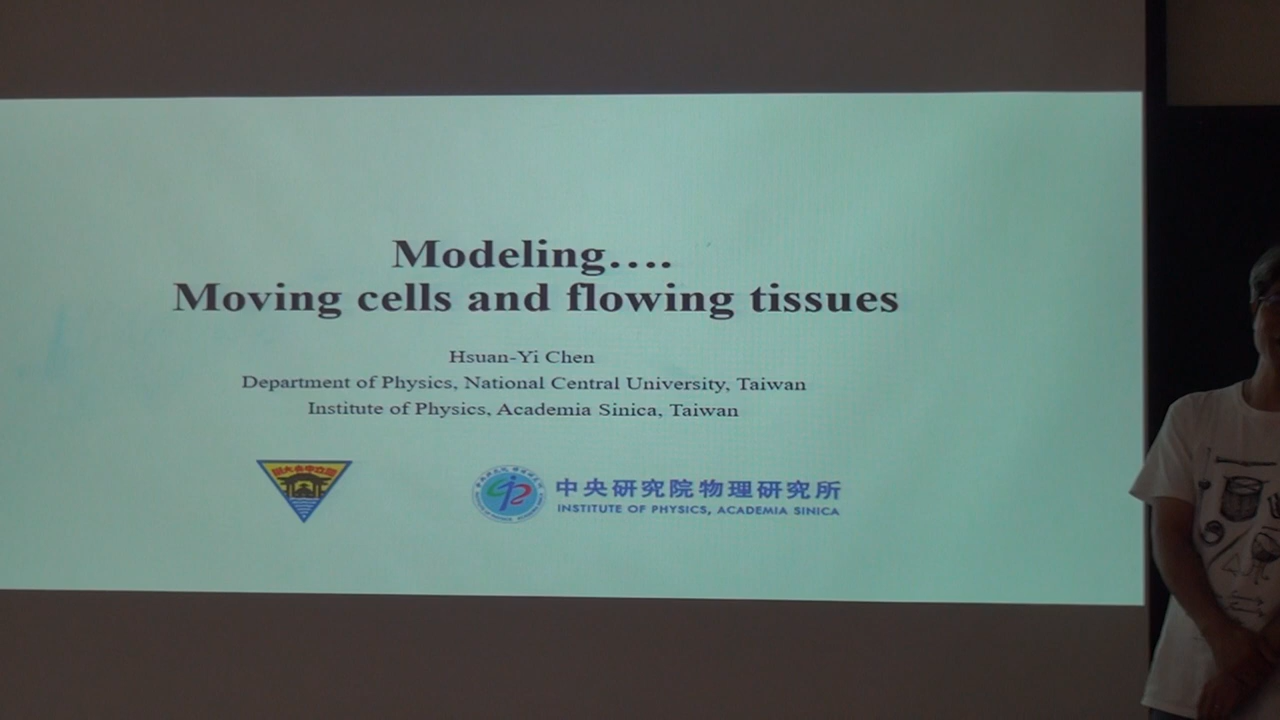 Modeling….
Moving cells and flowing tissues
Hsuan-Yi Chen
Department of Physics, National Central University, Taiwan
Institute of Physics, Academia Sinica, Taiwan
中央研究院物理研究所
INSTITUTE OF PHYSICS, ACADEMIA SINICA